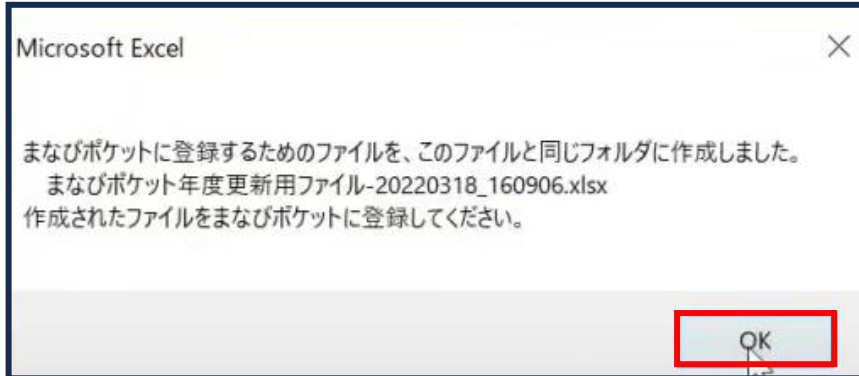 Microsoft Excel
まなびポケットに登録するためのファイルを、このファイルと同じフォルダに作成しました。
まなびポケット年度更新用ファイル-20220318_160906.xlsx
作成されたファイルをまなびポケットに登録してください。
OK